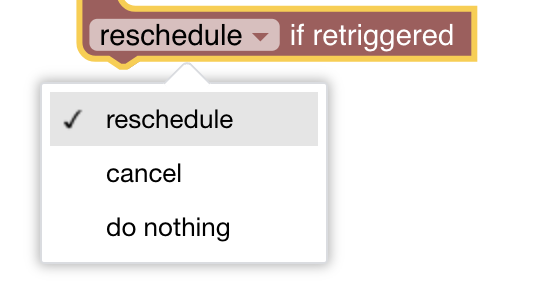 reschedule if retriggered
reschedule
cancel
do nothing